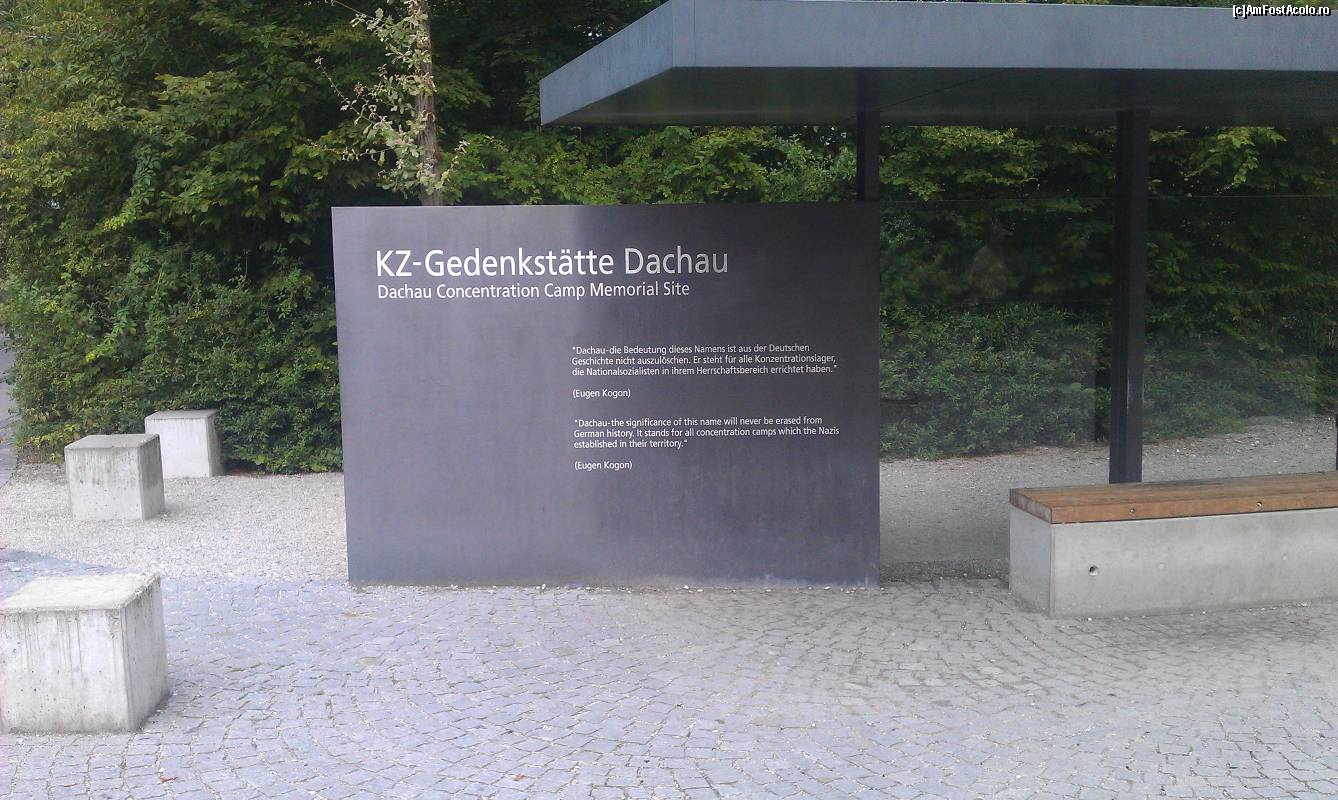 [c]AmFostAcolo.ro
KZ-Gedenkstätte Dachau
Dachau Concentration Camp Memorial Site
"Dachau-die Bedeutung dieses Namens ist aus der Deutschen
Geschichte nicht auszulöschen. Er steht für alle Konzentrationslager,
die Nationalsozialisten in ihrem Herrschaftsbereich errichtet haben."
(Eugen Kogon)
"Dachau-the significance of this name will never be erased from
German history. It stands for all concentration camps which the Nazis
established in their territory."
(Eugen Kogon)